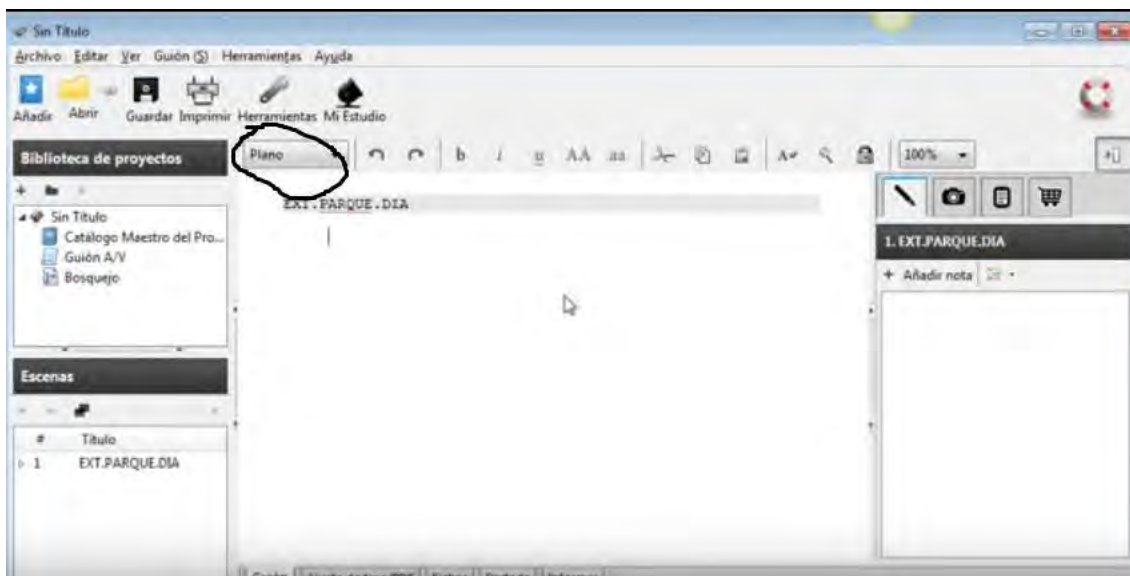 Sin Título
Archivo Editar Ver Guión (S) Herramientas Ayuda
Añadir Abrir Guardar Imprimir Herramientas Mi Estudio
Biblioteca de proyectos
Plano
b i u AA aa
100%
Sin Título
Catálogo Maestro del Pro...
Guión A/V
Bosquejo
EXT.PARQUE.DIA
1. EXT.PARQUE.DIA
+ Añadir nota
Escenas
# Título
1 EXT.PARQUE.DIA